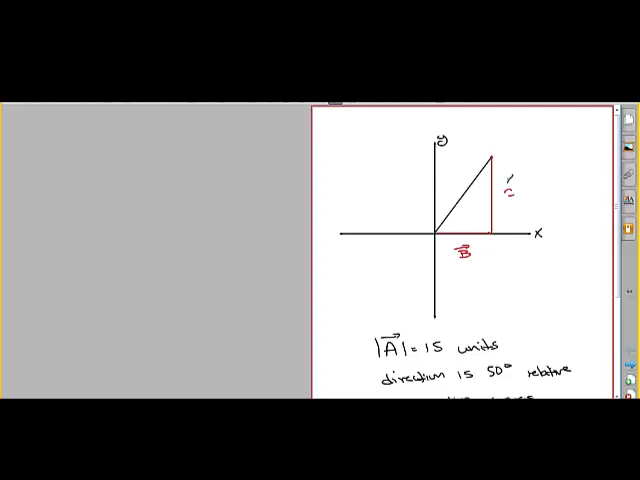 y
x
B
|A| = 15 units
direction is 50° relative